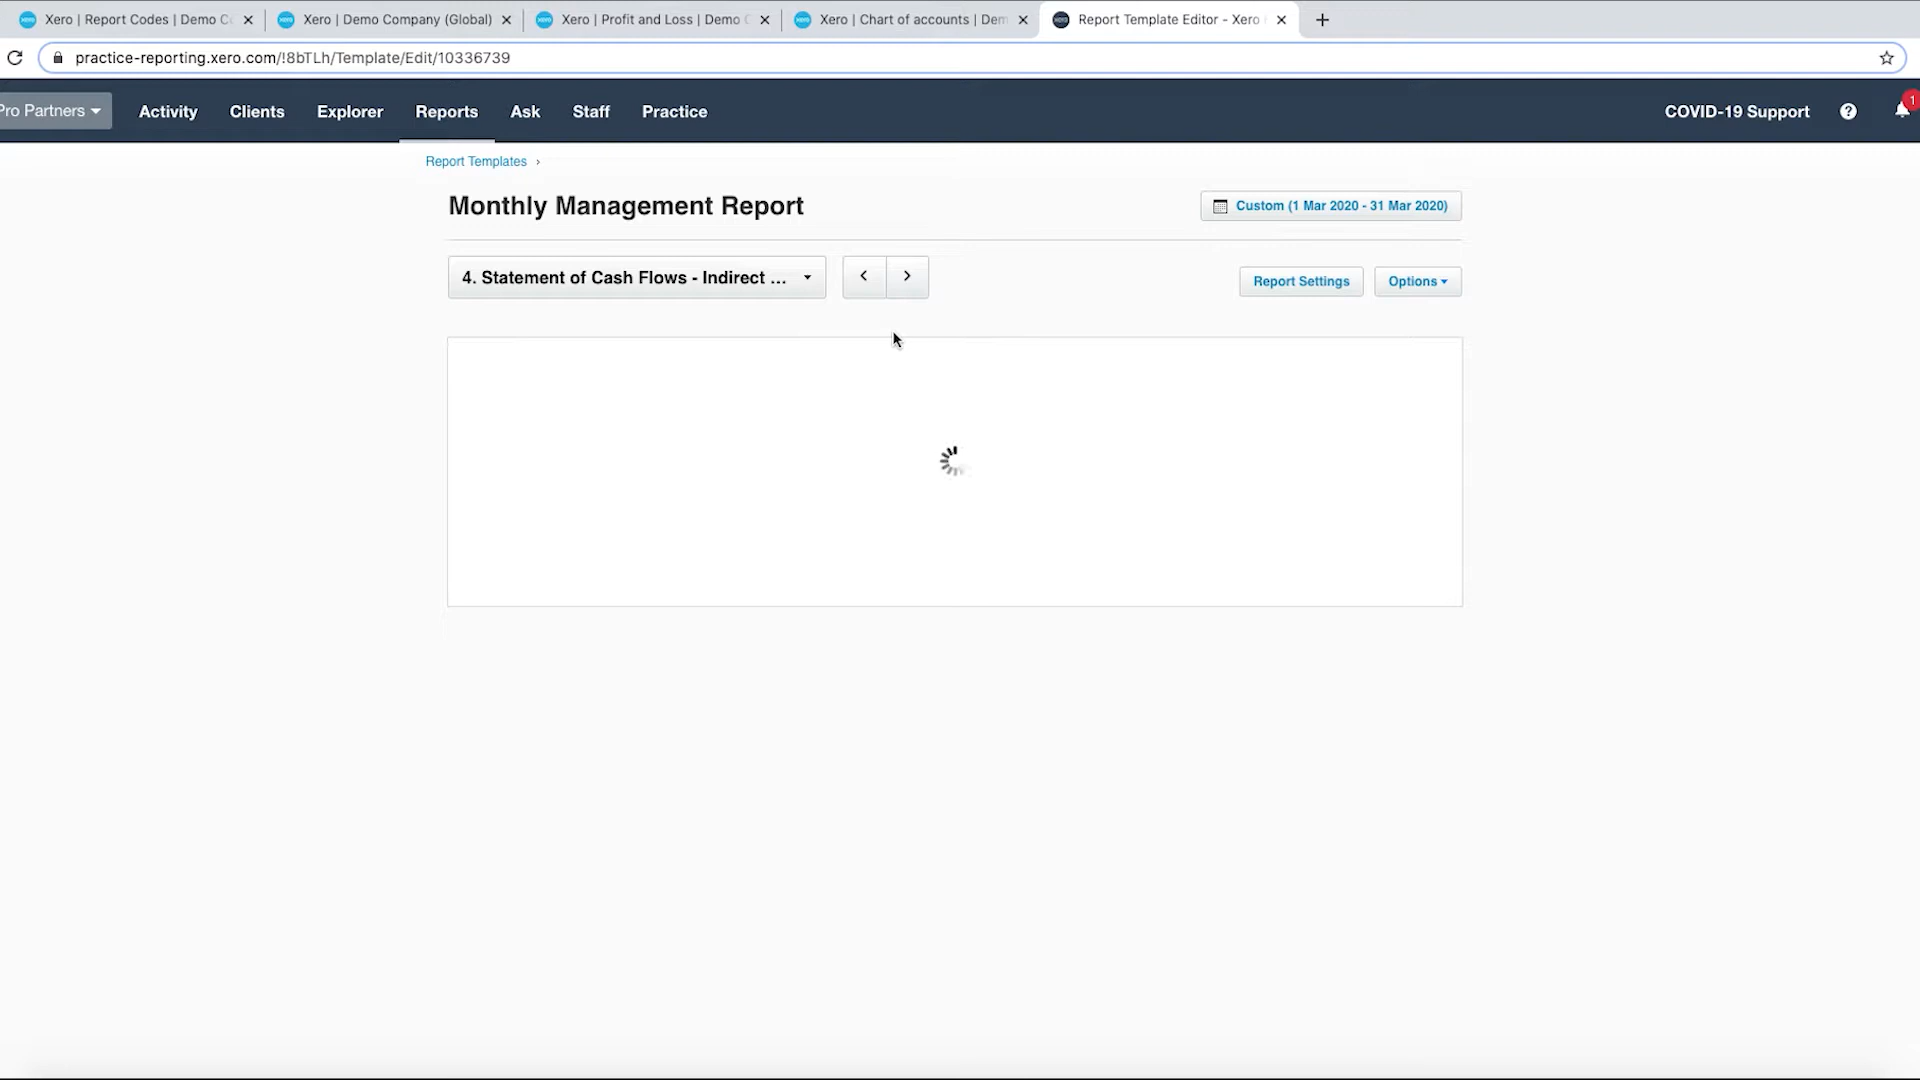 Xero | Report Codes | Demo C
Xero | Demo Company (Global)
Xero | Profit and Loss | Demo
Xero | Chart of accounts | Dem
Report Template Editor - Xero
practice-reporting.xero.com/!8bTLh/Template/Edit/10336739
Pro Partners
Activity
Clients
Explorer
Reports
Ask
Staff
Practice
COVID-19 Support
?
1
Report Templates ›
Monthly Management Report
Custom (1 Mar 2020 - 31 Mar 2020)
4. Statement of Cash Flows - Indirect ...
Report Settings
Options